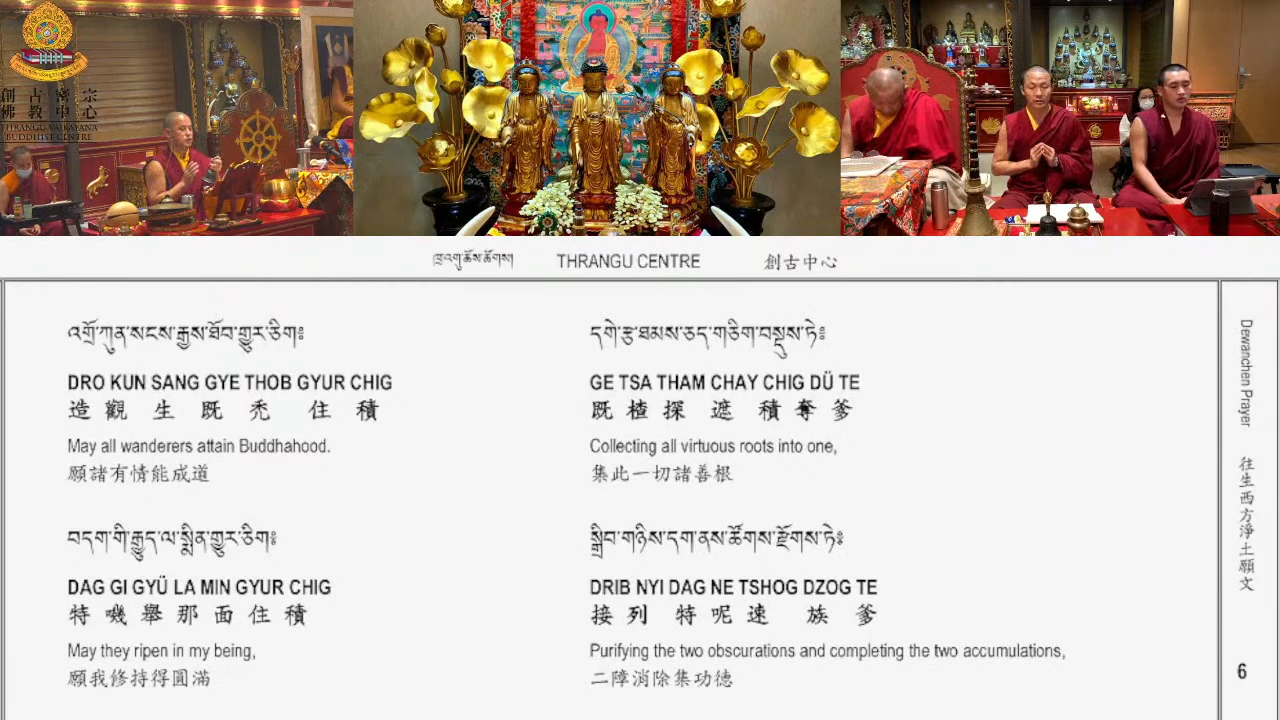 創古密宗
佛教中心
THRANGU VAJRAYANA
BUDDHIST CENTRE
ཁྲ་འགུ་ཆོས་ཚོགས། THRANGU CENTRE 創古中心
འགྲོ་ཀུན་སངས་རྒྱས་ཐོབ་གྱུར་ཅིག༔
DRO KUN SANG GYE THOB GYUR CHIG
造觀 生 既 禿 住 積
May all wanderers attain Buddhahood.
願諸有情能成道
དགེ་རྩ་ཐམས་ཅད་གཅིག་བསྡུས་ཏེ༔
GE TSA THAM CHAY CHIG DÜ TE
既楂探 遮 積奪爹
Collecting all virtuous roots into one,
集此一切諸善根
བདག་གི་རྒྱུད་ལ་སྨིན་གྱུར་ཅིག༔
DAG GI GYÜ LA MIN GYUR CHIG
特嘰舉那面住積
May they ripen in my being,
願我修持得圓滿
སྒྲིབ་གཉིས་དག་ནས་ཚོགས་རྫོགས་ཏེ༔
DRIB NYI DAG NE TSHOG DZOG TE
接列 特呢速 族 爹
Purifying the two obscurations and completing the two accumulations,
二障消除集功德
Dewanchen Prayer 往生西方淨土願文
6